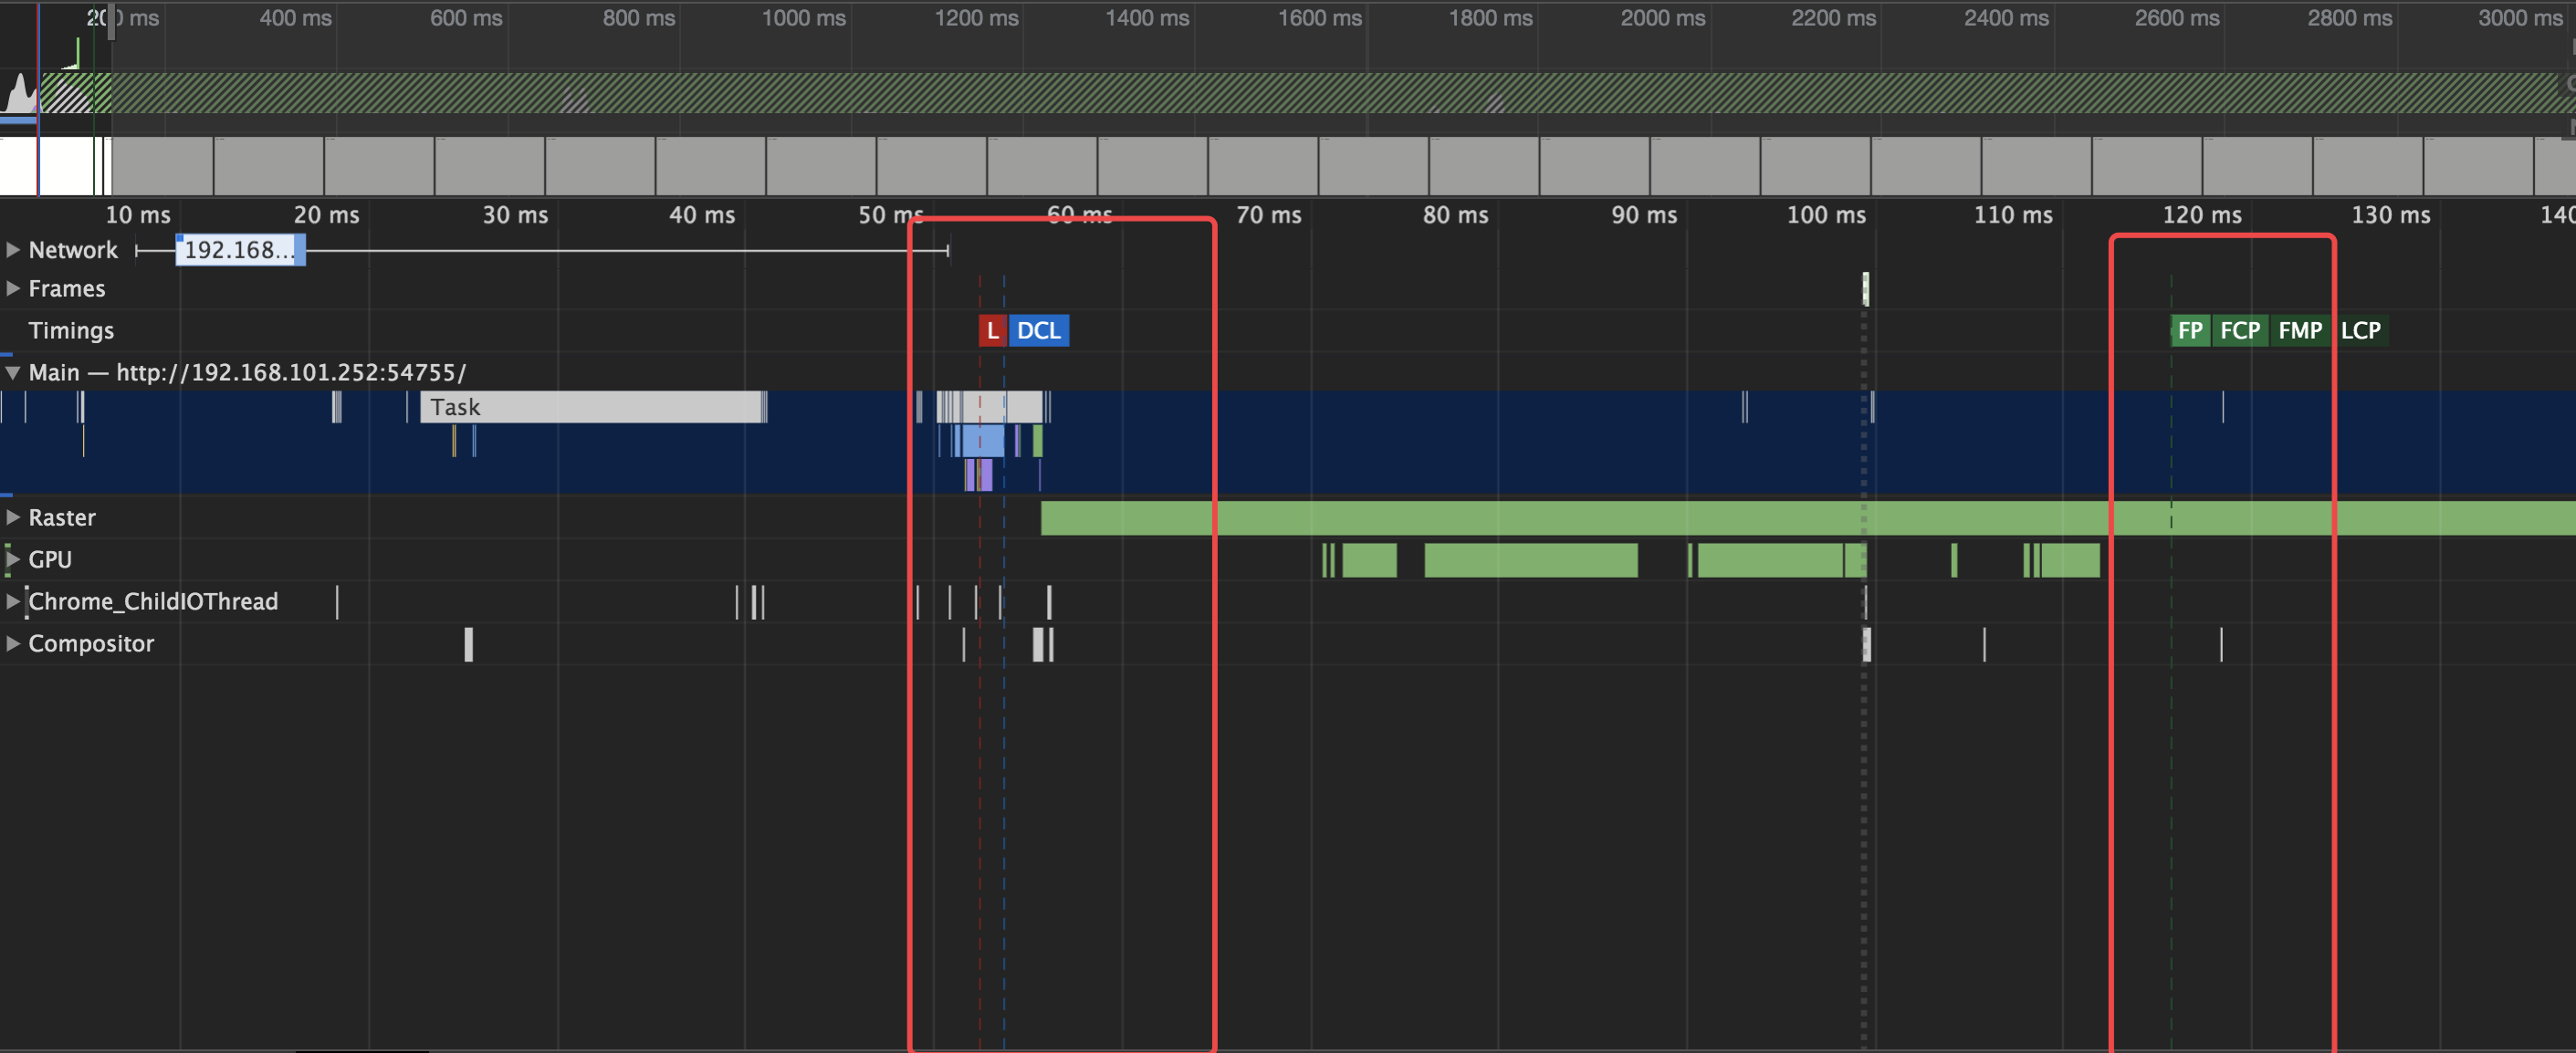 200 ms 400 ms 600 ms 800 ms 1000 ms 1200 ms 1400 ms 1600 ms 1800 ms 2000 ms 2200 ms 2400 ms 2600 ms 2800 ms 3000 ms
10 ms 20 ms 30 ms 40 ms 50 ms 60 ms 70 ms 80 ms 90 ms 100 ms 110 ms 120 ms 130 ms 140
Network 192.168...
Frames
Timings L DCL FP FCP FMP LCP
Main — http://192.168.101.252:54755/
Task
Raster
GPU
Chrome_ChildIOThread
Compositor